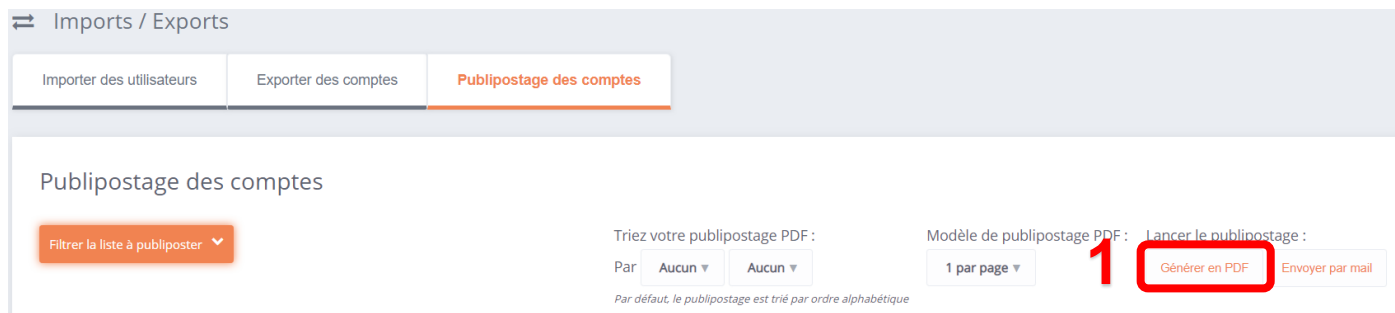 Imports / Exports
Importer des utilisateurs Exporter des comptes Publipostage des comptes
Publipostage des comptes
Filtrer la liste à publiposter
Triez votre publipostage PDF :
Par Aucun Aucun
Par défaut, le publipostage est trié par ordre alphabétique
Modèle de publipostage PDF :
1 par page
Lancer le publipostage :
1
Générer en PDF Envoyer par mail